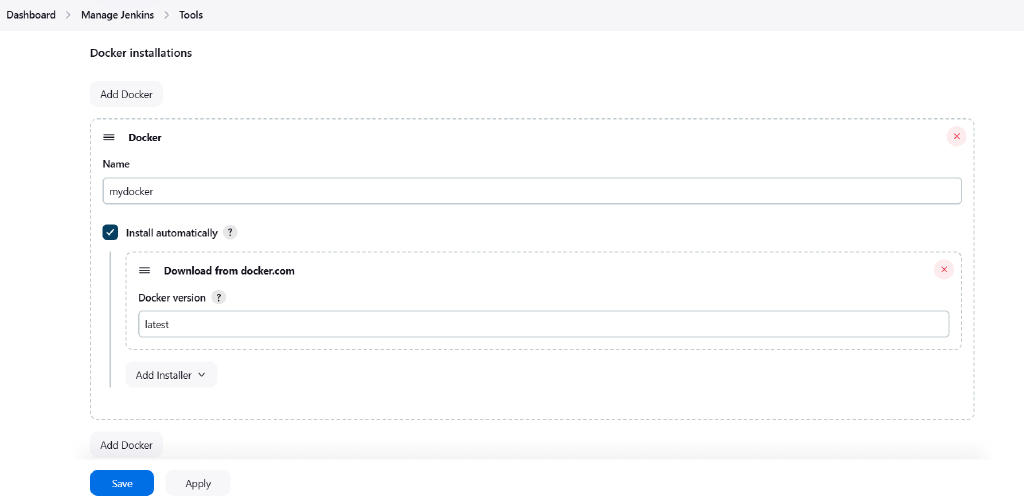 Dashboard > Manage Jenkins > Tools
Docker installations
Add Docker
Docker
Name
mydocker
Install automatically ?
Download from docker.com
Docker version ?
latest
Add Installer
Add Docker
Save Apply